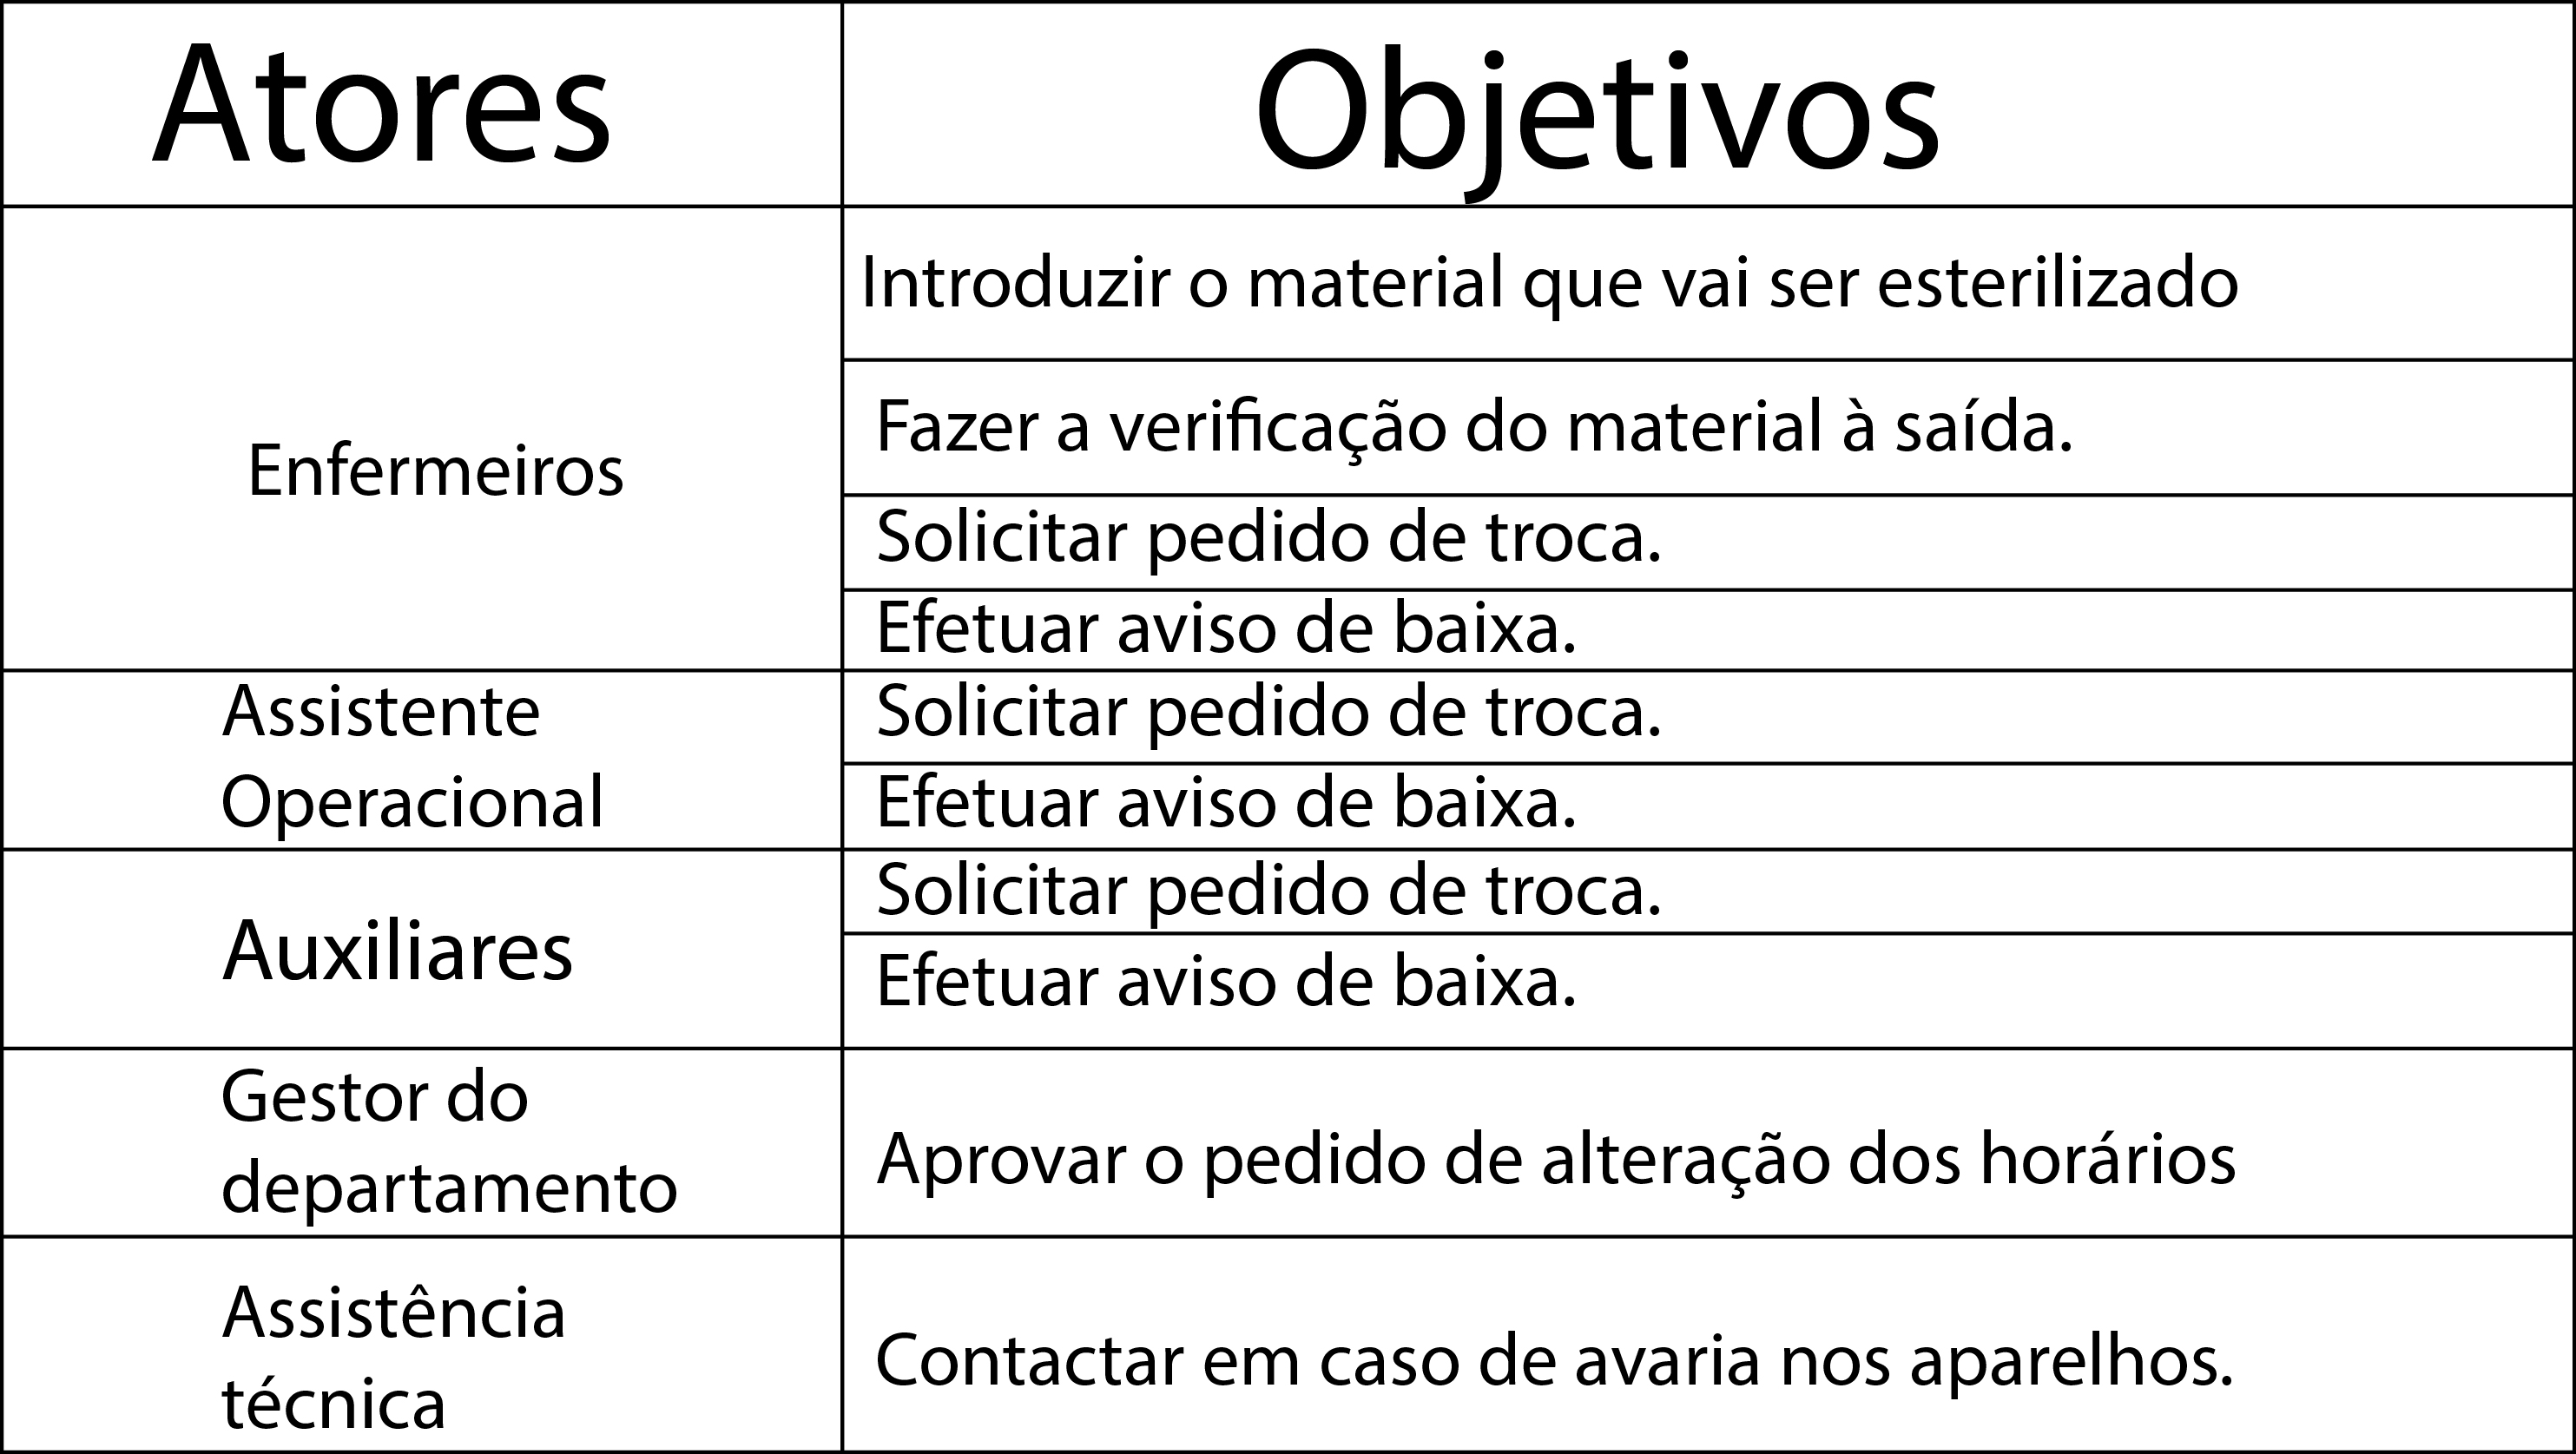 Atores
Objetivos
Enfermeiros
Introduzir o material que vai ser esterilizado
Fazer a verificação do material à saída.
Solicitar pedido de troca.
Efetuar aviso de baixa.
Assistente
Operacional
Solicitar pedido de troca.
Efetuar aviso de baixa.
Auxiliares
Solicitar pedido de troca.
Efetuar aviso de baixa.
Gestor do
departamento
Aprovar o pedido de alteração dos horários
Assistência
técnica
Contactar em caso de avaria nos aparelhos.